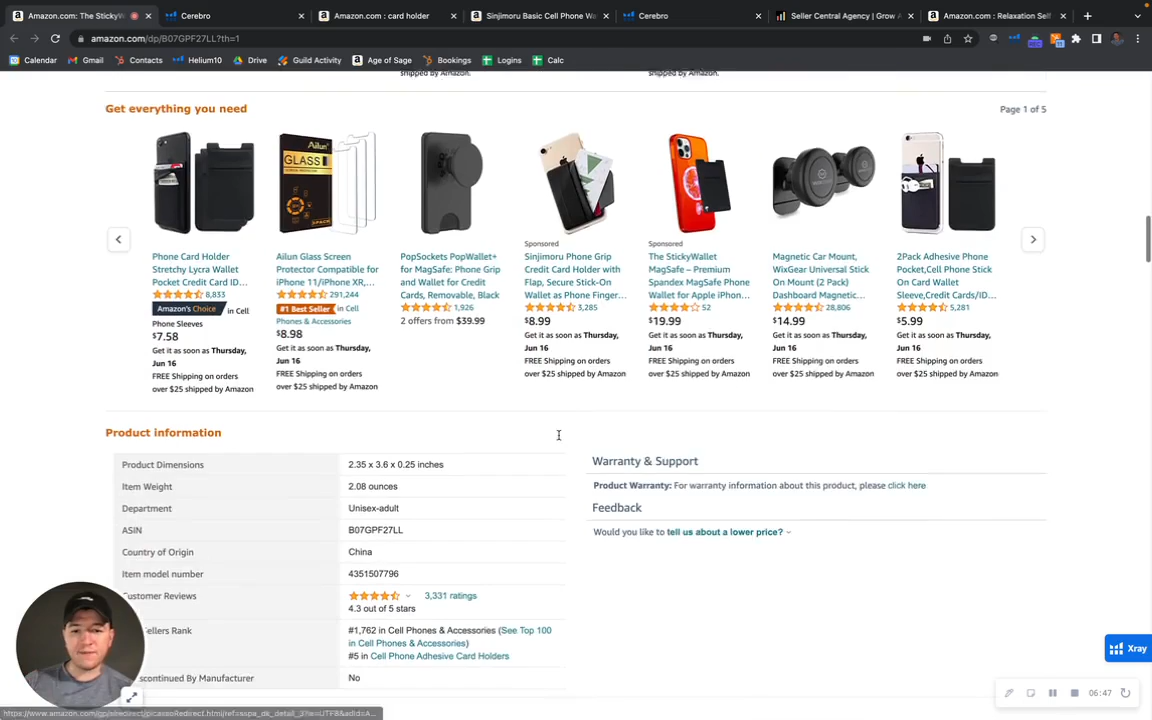 Amazon.com: The StickyW
Cerebro
Amazon.com : card holder
Sinjimoru Basic Cell Phone Wa
Cerebro
Seller Central Agency | Grow A
Amazon.com : Relaxation Self
amazon.com/dp/B07GPF27LL?th=1
Calendar
Gmail
Contacts
Helium10
Drive
Guild Activity
Age of Sage
Bookings
Logins
Calc
shipped by Amazon.
shipped by Amazon.
Get everything you need
Page 1 of 5
Phone Card Holder
Stretchy Lycra Wallet
Pocket Credit Card ID...
8,833
Amazon's Choice in Cell
Phone Sleeves
$7.58
Get it as soon as Thursday,
Jun 16
FREE Shipping on orders
over $25 shipped by Amazon
Ailun
GLASS
Ailun Glass Screen
Protector Compatible for
iPhone 11/iPhone XR,...
291,244
#1 Best Seller in Cell
Phones & Accessories
$8.98
Get it as soon as Thursday,
Jun 16
FREE Shipping on orders
over $25 shipped by Amazon
PopSockets PopWallet+
for MagSafe: Phone Grip
and Wallet for Credit
Cards, Removable, Black
1,926
2 offers from $39.99
Sponsored
Sinjimoru Phone Grip
Credit Card Holder with
Flap, Secure Stick-On
Wallet as Phone Finger...
3,285
$8.99
Get it as soon as Thursday,
Jun 16
FREE Shipping on orders
over $25 shipped by Amazon
Sponsored
The StickyWallet
MagSafe – Premium
Spandex MagSafe Phone
Wallet for Apple iPhon...
52
$19.99
Get it as soon as Thursday,
Jun 16
FREE Shipping on orders
over $25 shipped by Amazon
Magnetic Car Mount,
WixGear Universal Stick
On Mount (2 Pack)
Dashboard Magnetic...
28,806
$14.99
Get it as soon as Thursday,
Jun 16
FREE Shipping on orders
over $25 shipped by Amazon
2Pack Adhesive Phone
Pocket,Cell Phone Stick
On Card Wallet
Sleeve,Credit Cards/ID...
5,281
$5.99
Get it as soon as Thursday,
Jun 16
FREE Shipping on orders
over $25 shipped by Amazon
Product information
Product Dimensions 2.35 x 3.6 x 0.25 inches
Item Weight 2.08 ounces
Department Unisex-adult
ASIN B07GPF27LL
Country of Origin China
Item model number 4351507796
Customer Reviews 3,331 ratings
4.3 out of 5 stars
ellers Rank #1,762 in Cell Phones & Accessories (See Top 100
in Cell Phones & Accessories)
#5 in Cell Phone Adhesive Card Holders
scontinued By Manufacturer No
Warranty & Support
Product Warranty: For warranty information about this product, please click here
Feedback
Would you like to tell us about a lower price?
Xray
06:47